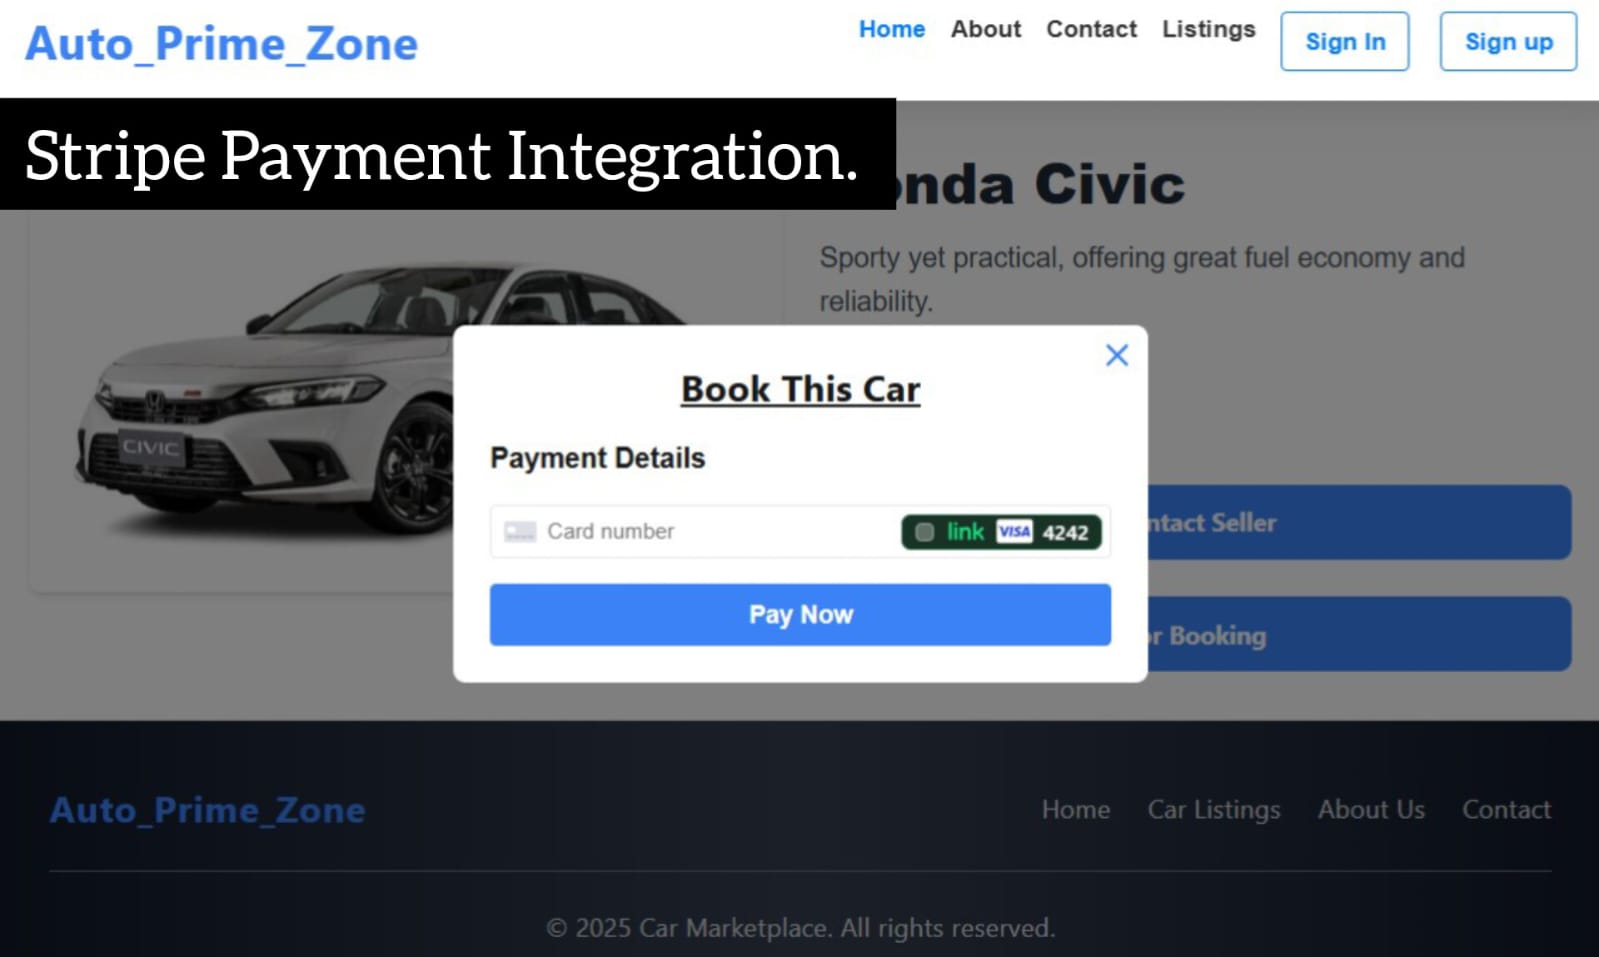 Auto_Prime_Zone
Home About Contact Listings Sign In Sign up
Stripe Payment Integration.
Civic
Sporty yet practical, offering great fuel economy and
reliability.
CIVIC
Book This Car
Payment Details
Card number link VISA 4242
Seller
Pay Now
Booking
Auto_Prime_Zone
Home Car Listings About Us Contact
© 2025 Car Marketplace. All rights reserved.